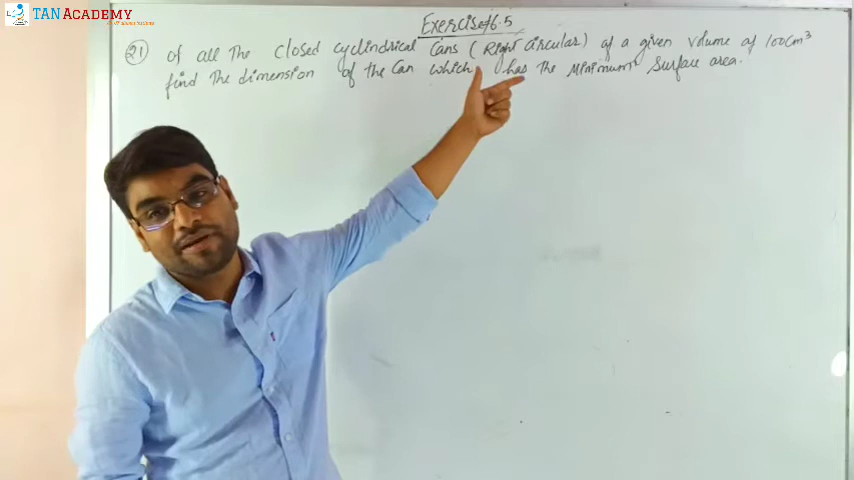 TAN ACADEMY
Exercise 6.5
(21) Of all The closed cylindrical Cans (Right circular) of a given volume of 100cm³
find The dimension of the Can which has The Minimum Surface area.